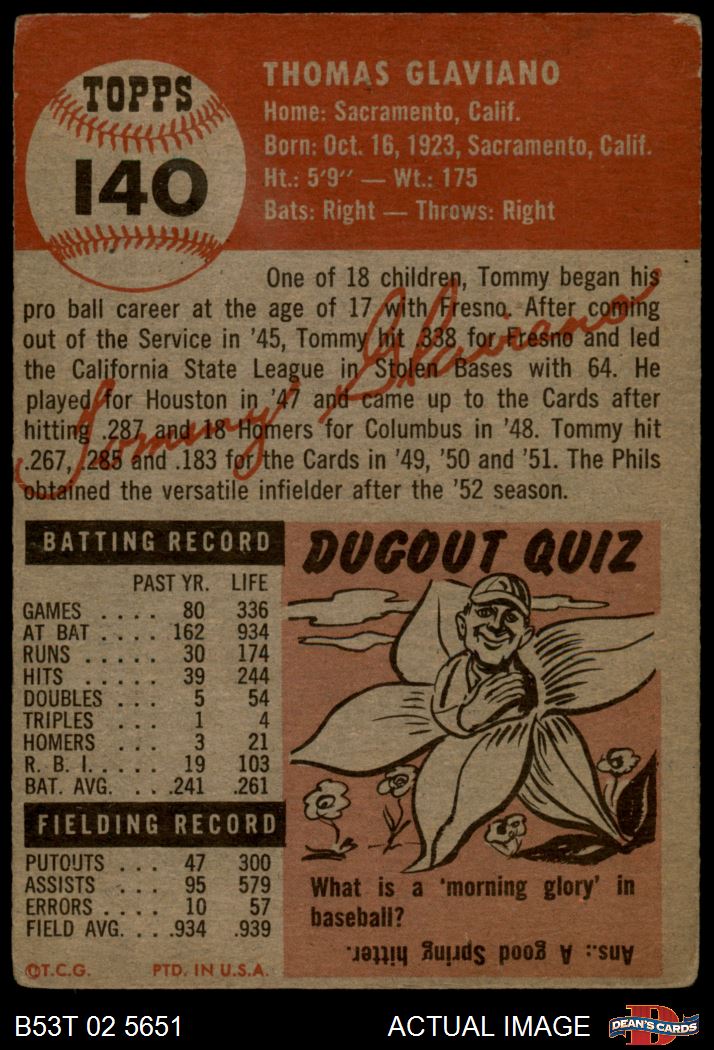 TOPPS
140
THOMAS GLAVIANO
Home: Sacramento, Calif.
Born: Oct. 16, 1923, Sacramento, Calif.
Ht.: 5'9" — Wt.: 175
Bats: Right — Throws: Right
One of 18 children, Tommy began his
pro ball career at the age of 17 with Fresno. After coming
out of the Service in '45, Tommy hit .338 for Fresno and led
the California State League in Stolen Bases with 64. He
played for Houston in '47 and came up to the Cards after
hitting .287 and 18 Homers for Columbus in '48. Tommy hit
.267, .285 and .183 for the Cards in '49, '50 and '51. The Phils
obtained the versatile infielder after the '52 season.
Tommy Glaviano
BATTING RECORD
PAST YR. LIFE
GAMES .... 80 336
AT BAT .... 162 934
RUNS ..... 30 174
HITS ..... 39 244
DOUBLES ... 5 54
TRIPLES ... 1 4
HOMERS ... 3 21
R. B. I. .... 19 103
BAT. AVG. ... .241 .261
FIELDING RECORD
PUTOUTS ... 47 300
ASSISTS ... 95 579
ERRORS .... 10 57
FIELD AVG. ... .934 .939
©T.C.G. PTD. IN U.S.A.
DUGOUT QUIZ
What is a 'morning glory' in
baseball?
Ans.: A good Spring hitter.
B53T 02 5651
ACTUAL IMAGE
D
DEAN'S CARDS